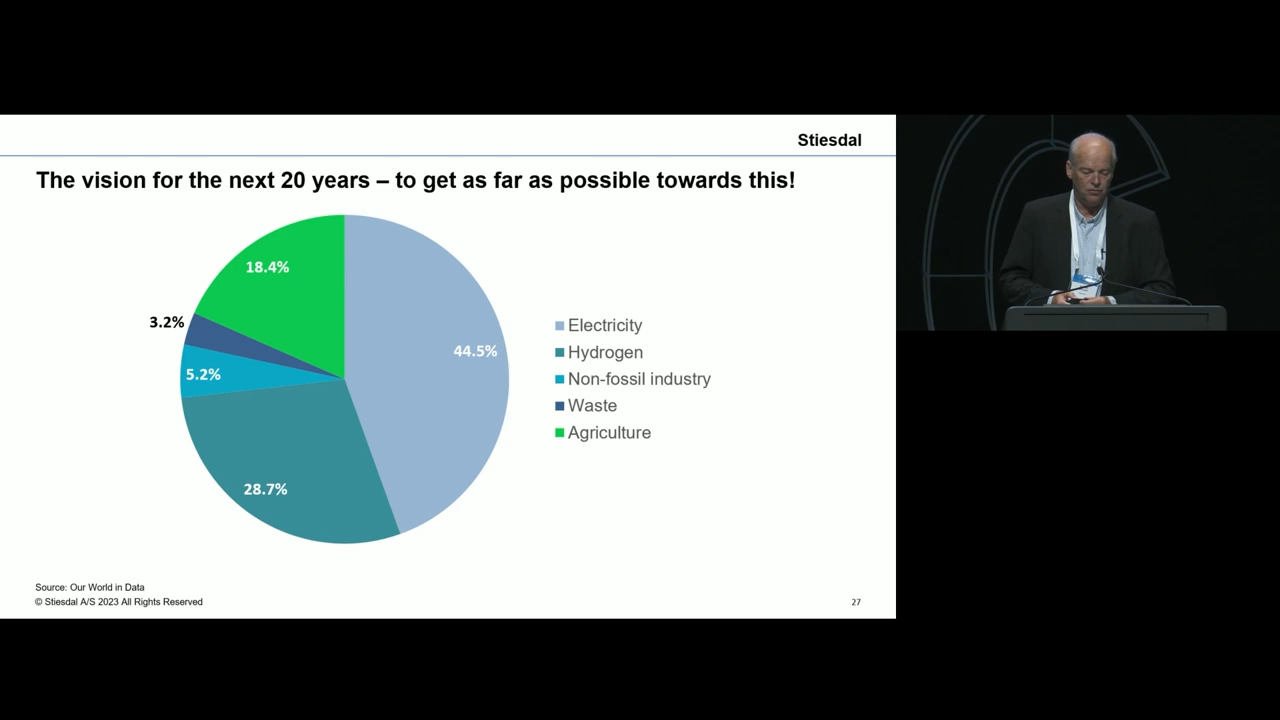 Stiesdal
The vision for the next 20 years – to get as far as possible towards this!
18.4%
3.2%
44.5%
5.2%
28.7%
Electricity
Hydrogen
Non-fossil industry
Waste
Agriculture
Source: Our World in Data
© Stiesdal A/S 2023 All Rights Reserved
27